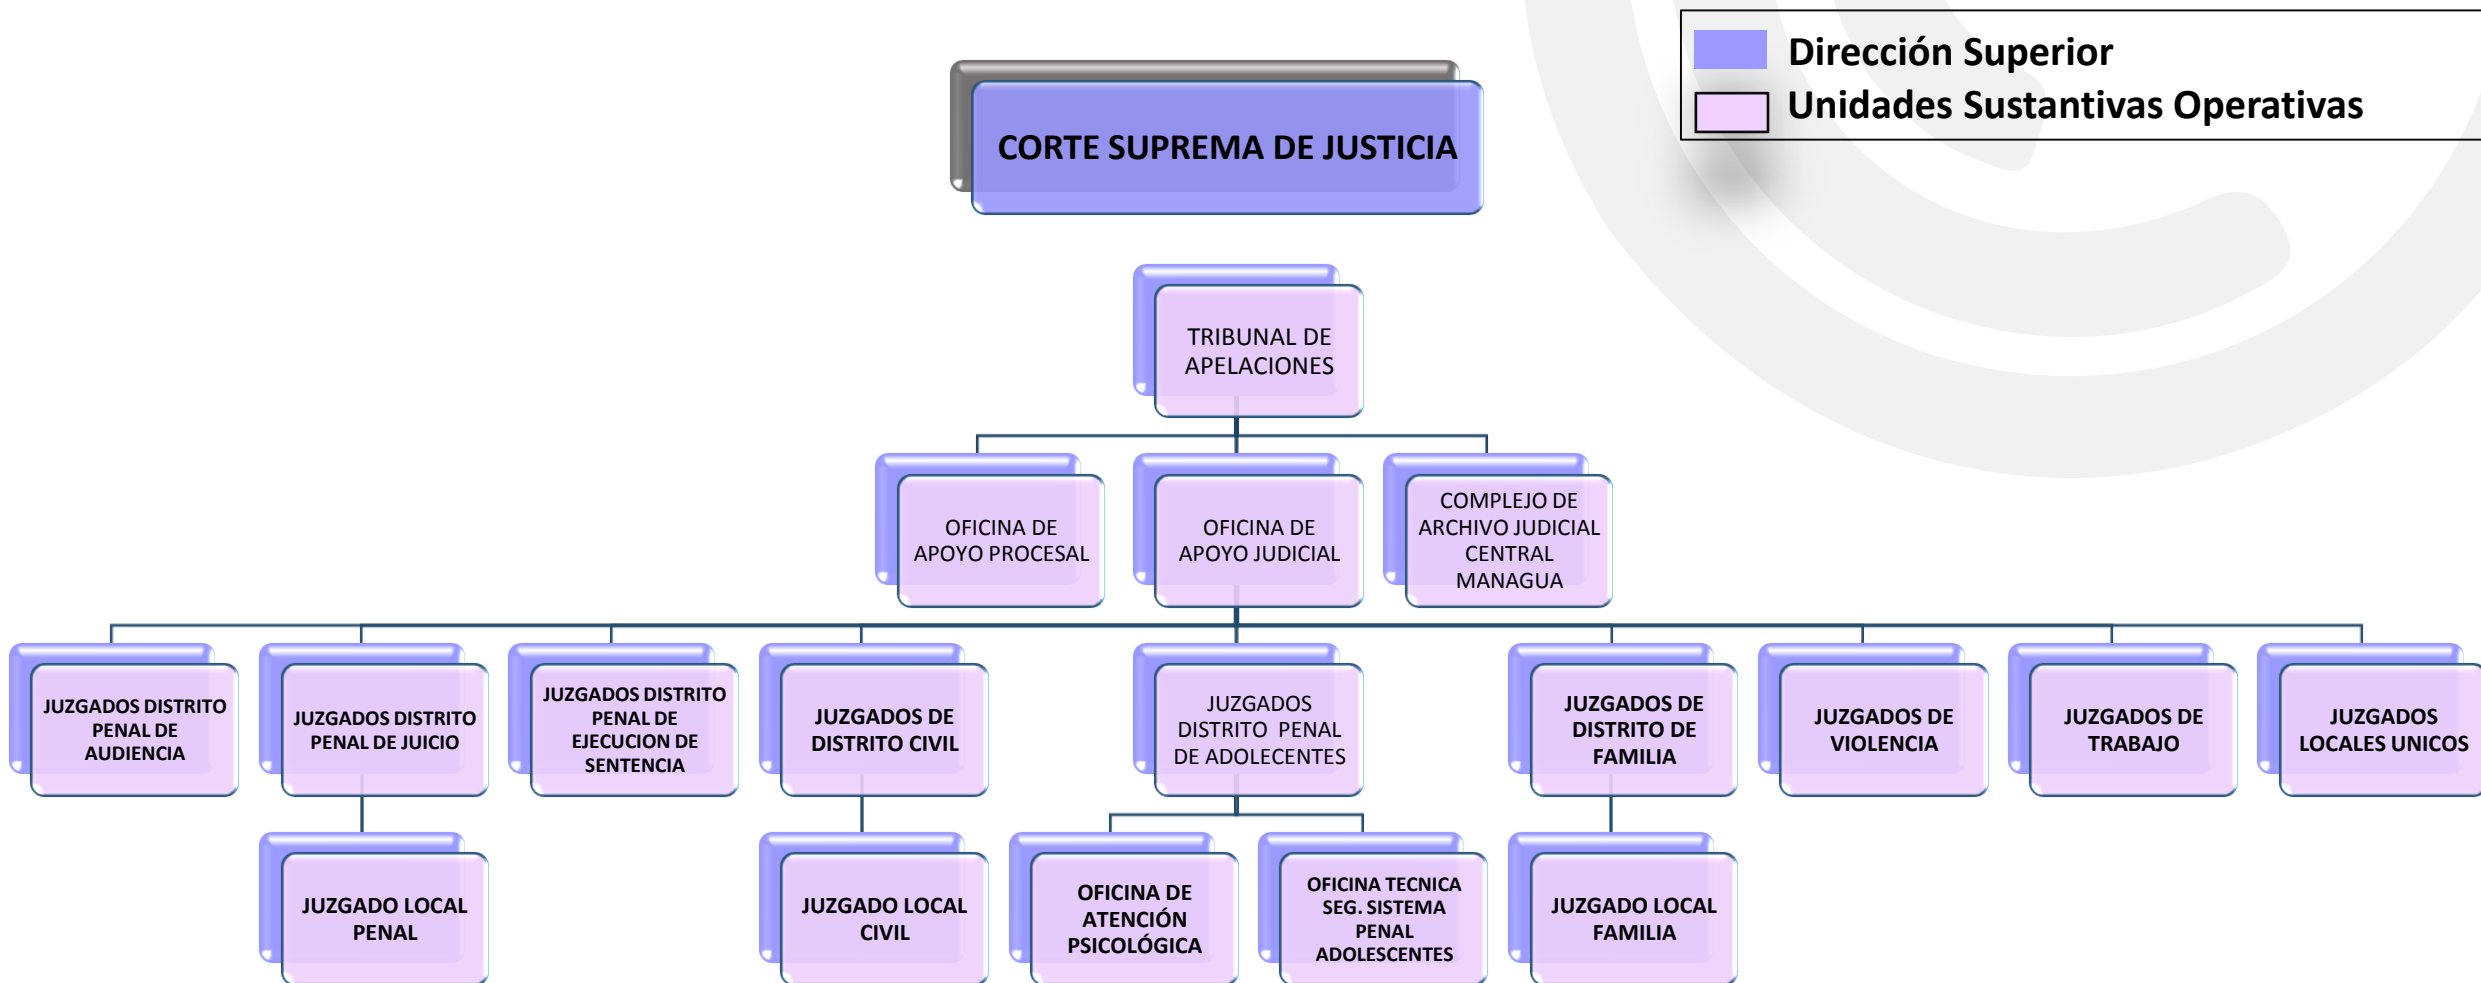 Dirección Superior
Unidades Sustantivas Operativas
CORTE SUPREMA DE JUSTICIA
TRIBUNAL DE
APELACIONES
OFICINA DE
APOYO PROCESAL
OFICINA DE
APOYO JUDICIAL
COMPLEJO DE
ARCHIVO JUDICIAL
CENTRAL
MANAGUA
JUZGADOS DISTRITO
PENAL DE
AUDIENCIA
JUZGADOS DISTRITO
PENAL DE JUICIO
JUZGADOS DISTRITO
PENAL DE
EJECUCION DE
SENTENCIA
JUZGADOS DE
DISTRITO CIVIL
JUZGADOS
DISTRITO PENAL
DE ADOLECENTES
JUZGADOS DE
DISTRITO DE
FAMILIA
JUZGADOS DE
VIOLENCIA
JUZGADOS DE
TRABAJO
JUZGADOS
LOCALES UNICOS
JUZGADO LOCAL
PENAL
JUZGADO LOCAL
CIVIL
OFICINA DE
ATENCIÓN
PSICOLÓGICA
OFICINA TECNICA
SEG. SISTEMA
PENAL
ADOLESCENTES
JUZGADO LOCAL
FAMILIA